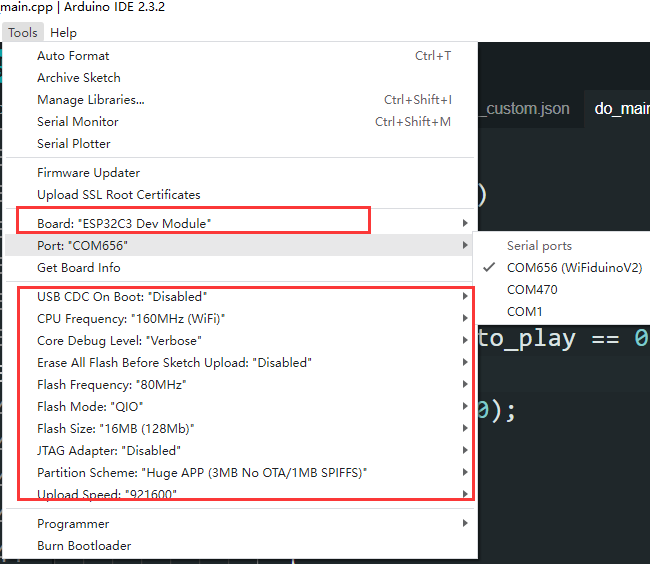 _main.cpp | Arduino IDE 2.3.2
Tools Help
Auto Format Ctrl+T
Archive Sketch
Manage Libraries... Ctrl+Shift+I
_custom.json do_main
Serial Monitor Ctrl+Shift+M
Serial Plotter
Firmware Updater
Upload SSL Root Certificates
)
Board: "ESP32C3 Dev Module"
Port: "COM656"
Serial ports
Get Board Info
COM656 (WiFiduinoV2)
COM470
COM1
USB CDC On Boot: "Disabled"
CPU Frequency: "160MHz (WiFi)"
Core Debug Level: "Verbose"
to_play == 0
Erase All Flash Before Sketch Upload: "Disabled"
Flash Frequency: "80MHz"
Flash Mode: "QIO"
0);
Flash Size: "16MB (128Mb)"
JTAG Adapter: "Disabled"
Partition Scheme: "Huge APP (3MB No OTA/1MB SPIFFS)"
Upload Speed: "921600"
Programmer
Burn Bootloader